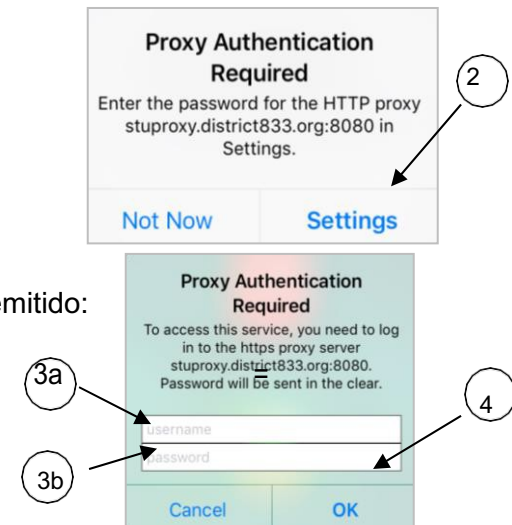 Proxy Authentication
Required
Enter the password for the HTTP proxy
stuproxy.district833.org:8080 in
Settings.
2
Not Now Settings
emitido:
Proxy Authentication
Required
To access this service, you need to log
in to the https proxy server
stuproxy.district833.org:8080.
Password will be sent in the clear.
=
3a
username
4
password
3b
Cancel OK